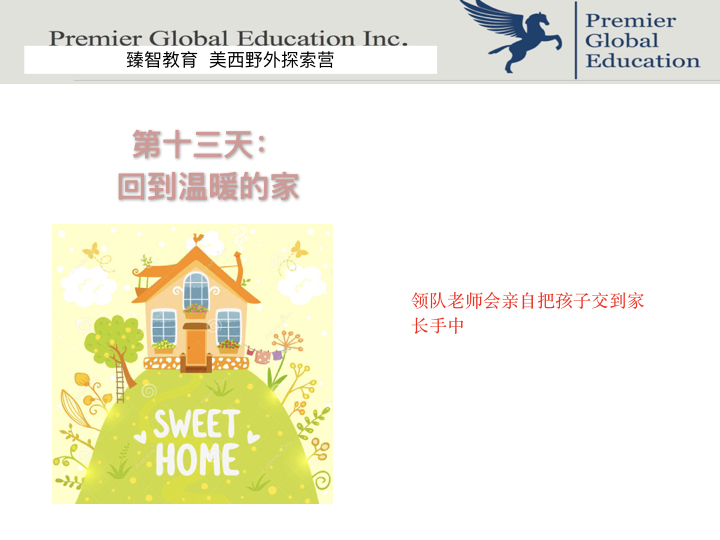 Premier Global Education Inc.
臻智教育 美西野外探索营
Premier
Global
Education
第十三天：
回到温暖的家
SWEET
HOME
领队老师会亲自把孩子交到家
长手中